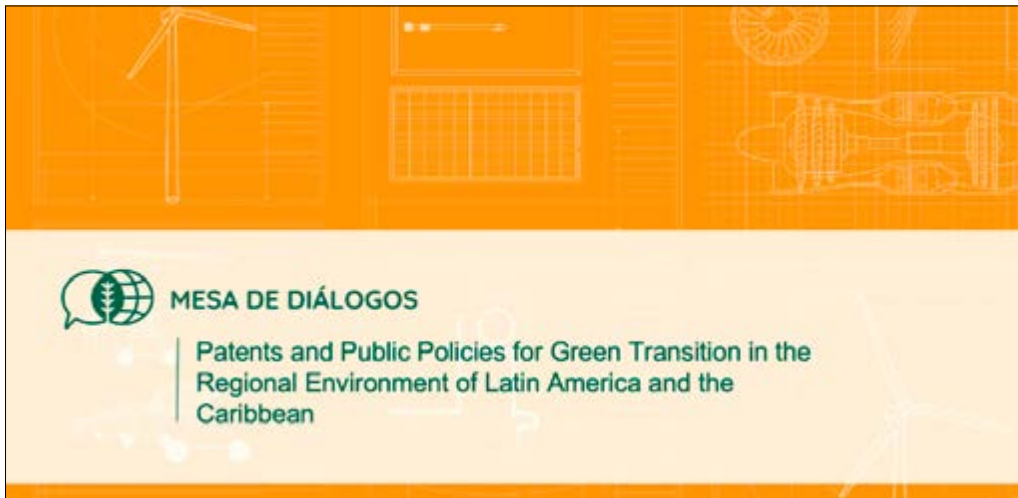 MESA DE DIÁLOGOS
Patents and Public Policies for Green Transition in the
Regional Environment of Latin America and the
Caribbean